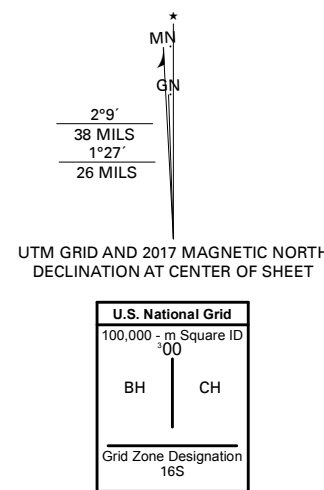 ★
MN
GN
2°9´
38 MILS
1°27´
26 MILS
UTM GRID AND 2017 MAGNETIC NORTH
DECLINATION AT CENTER OF SHEET
U.S. National Grid
100,000 - m Square ID
³00
BH CH
Grid Zone Designation
16S